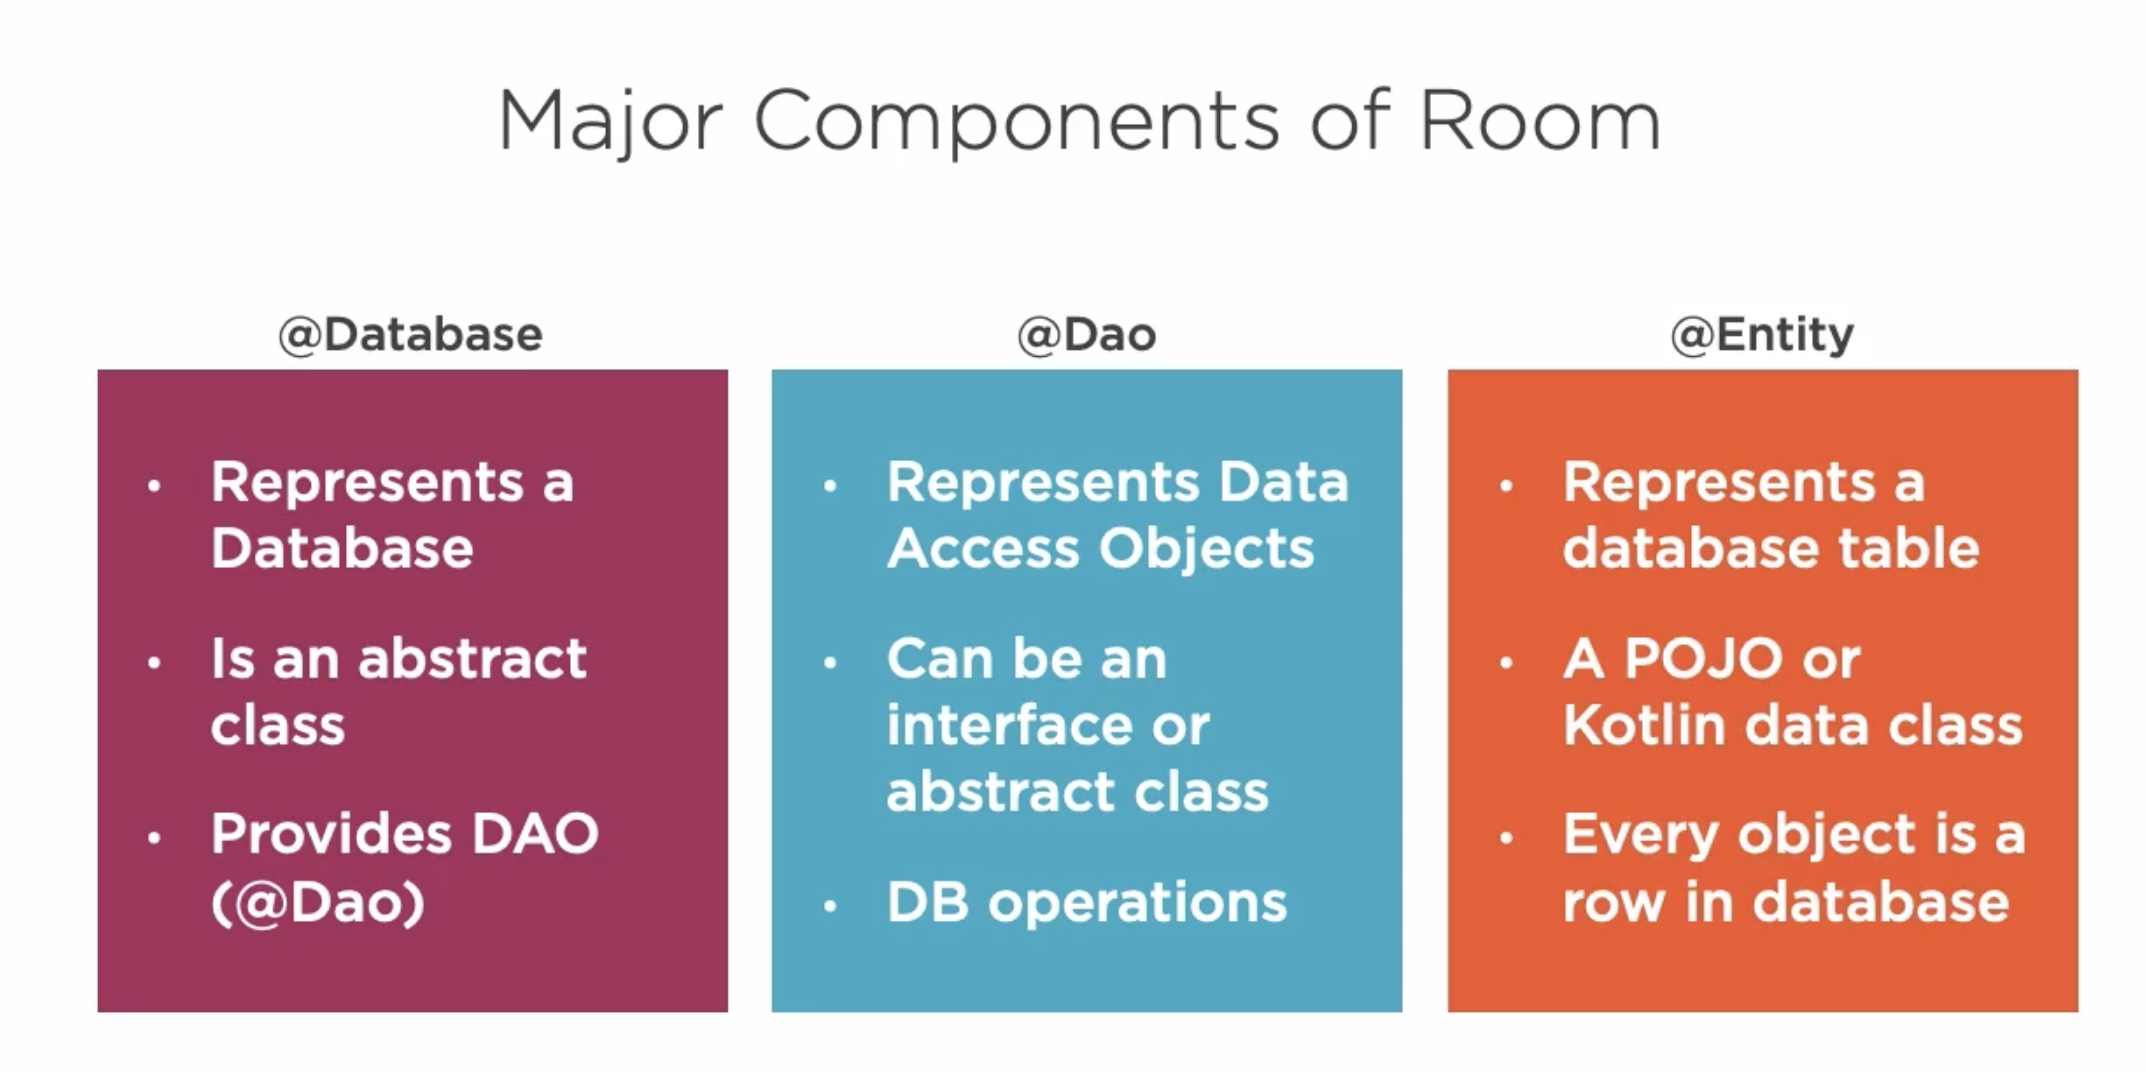 Major Components of Room
@Database
• Represents a
Database
• Is an abstract
class
• Provides DAO
(@Dao)
@Dao
• Represents Data
Access Objects
• Can be an
interface or
abstract class
• DB operations
@Entity
• Represents a
database table
• A POJO or
Kotlin data class
• Every object is a
row in database